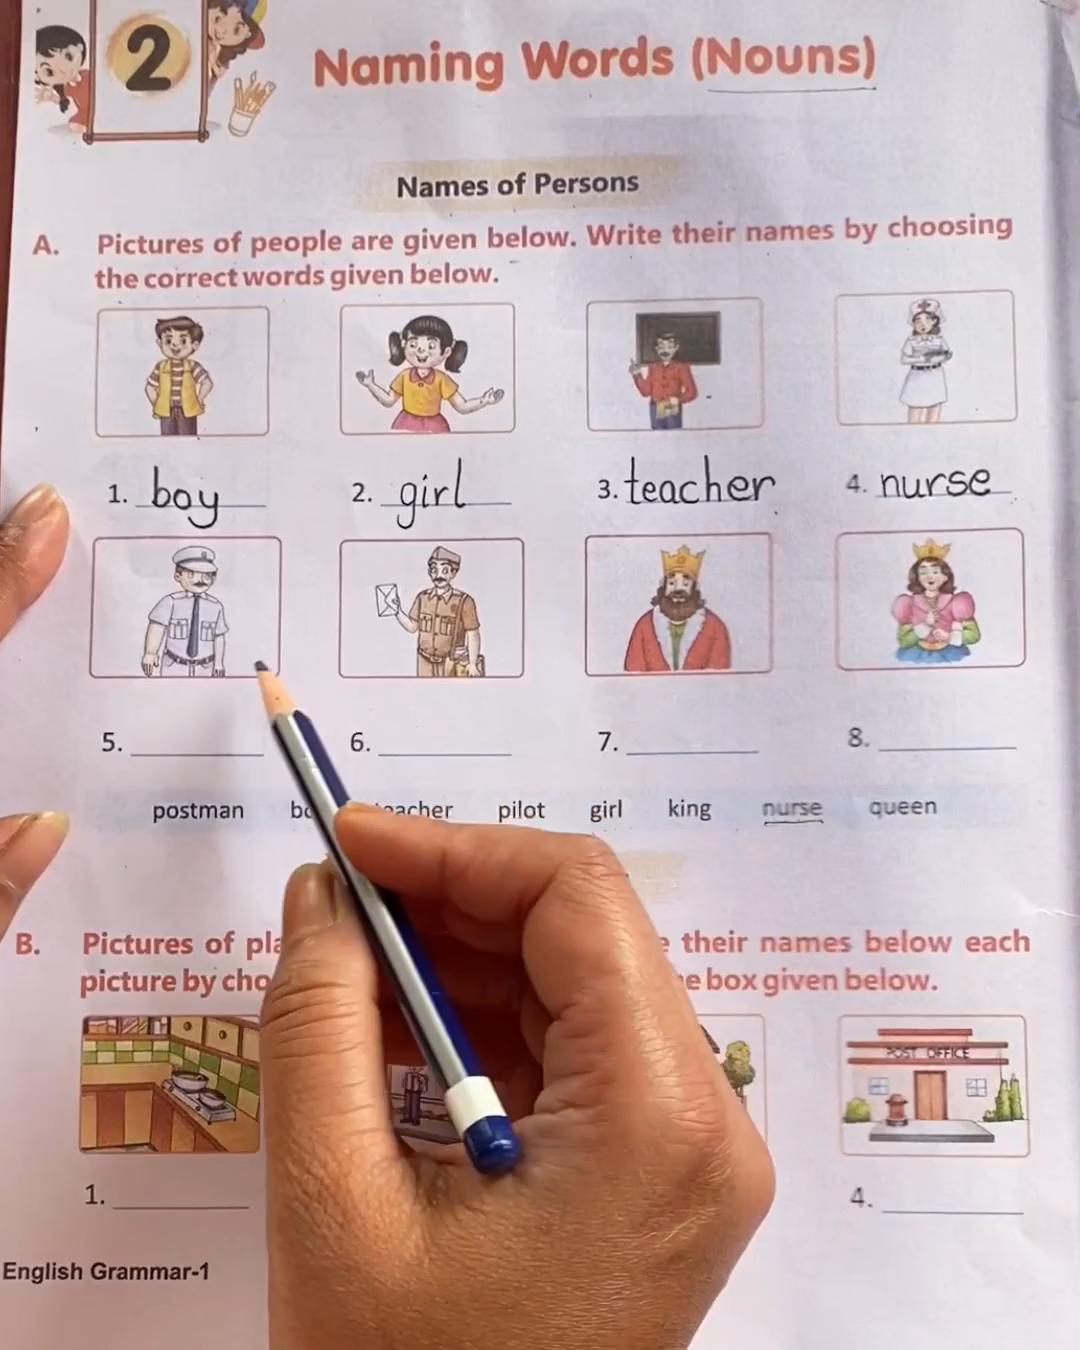 2
Naming Words (Nouns)
Names of Persons
A. Pictures of people are given below. Write their names by choosing
the correct words given below.
1. boy 2. girl 3. teacher 4. nurse
5. 6. 7. 8.
postman teacher pilot girl king nurse queen
B. Pictures of their names below each
picture by box given below.
POST OFFICE
1. 4.
English Grammar-1